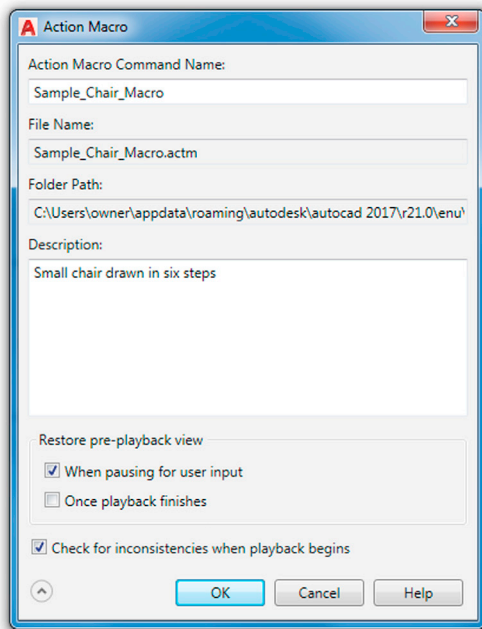 Action Macro
Action Macro Command Name:
Sample_Chair_Macro
File Name:
Sample_Chair_Macro.actm
Folder Path:
C:\Users\owner\appdata\roaming\autodesk\autocad 2017\r21.0\enu\
Description:
Small chair drawn in six steps
Restore pre-playback view
When pausing for user input
Once playback finishes
Check for inconsistencies when playback begins
OK Cancel Help